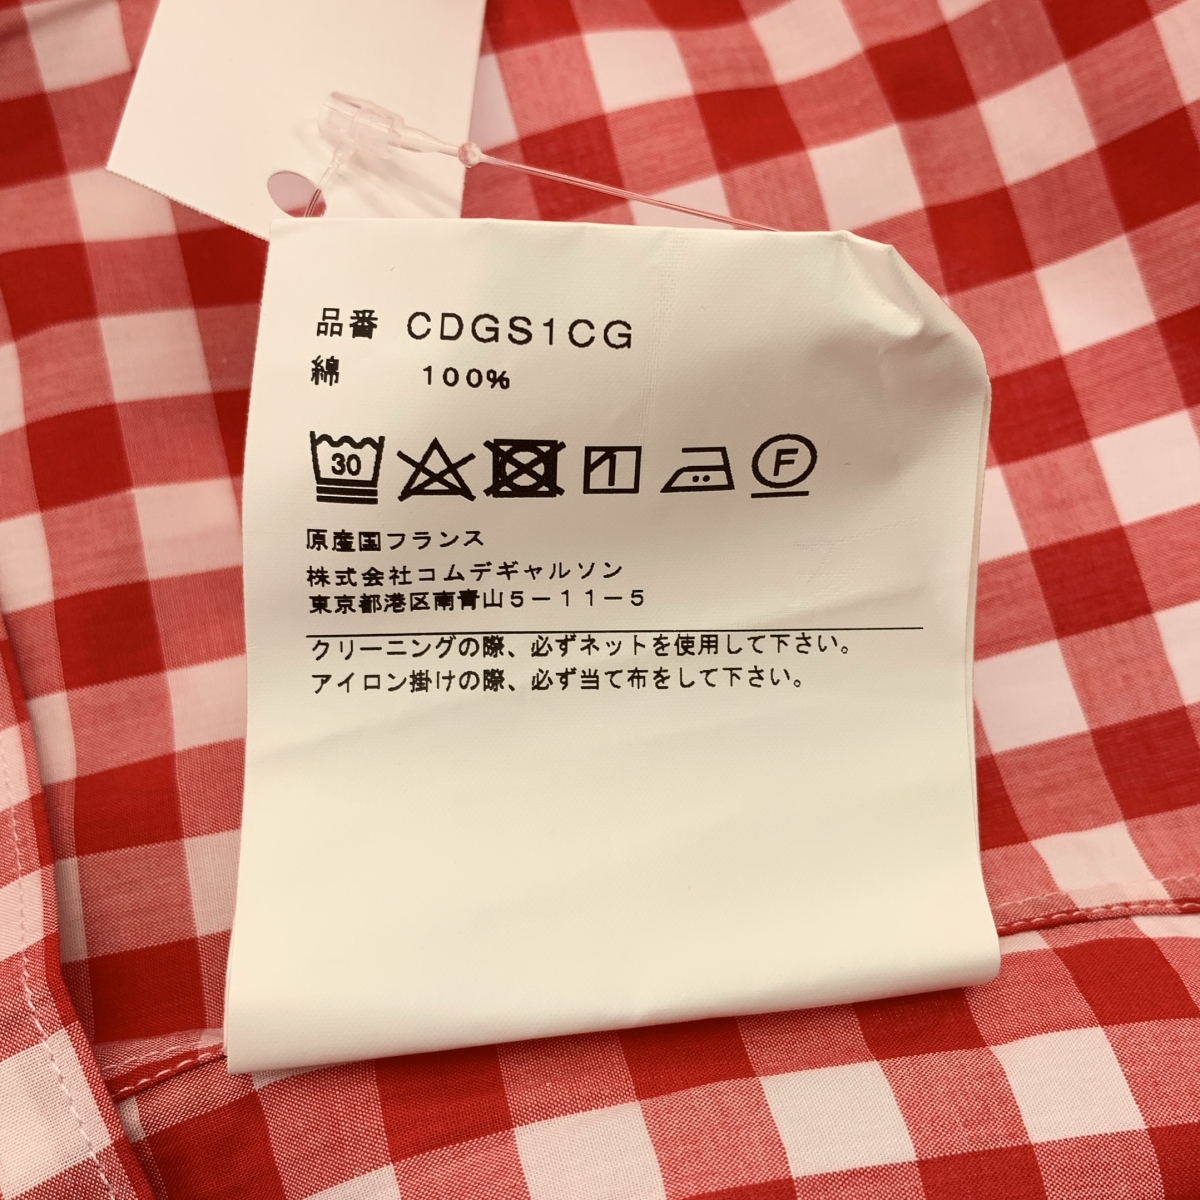 品番 CDGS1CG
綿 100%
30
F
原産国フランス
株式会社コムデギャルソン
東京都港区南青山5-11-5
クリーニングの際、必ずネットを使用して下さい。
アイロン掛けの際、必ず当て布をして下さい。